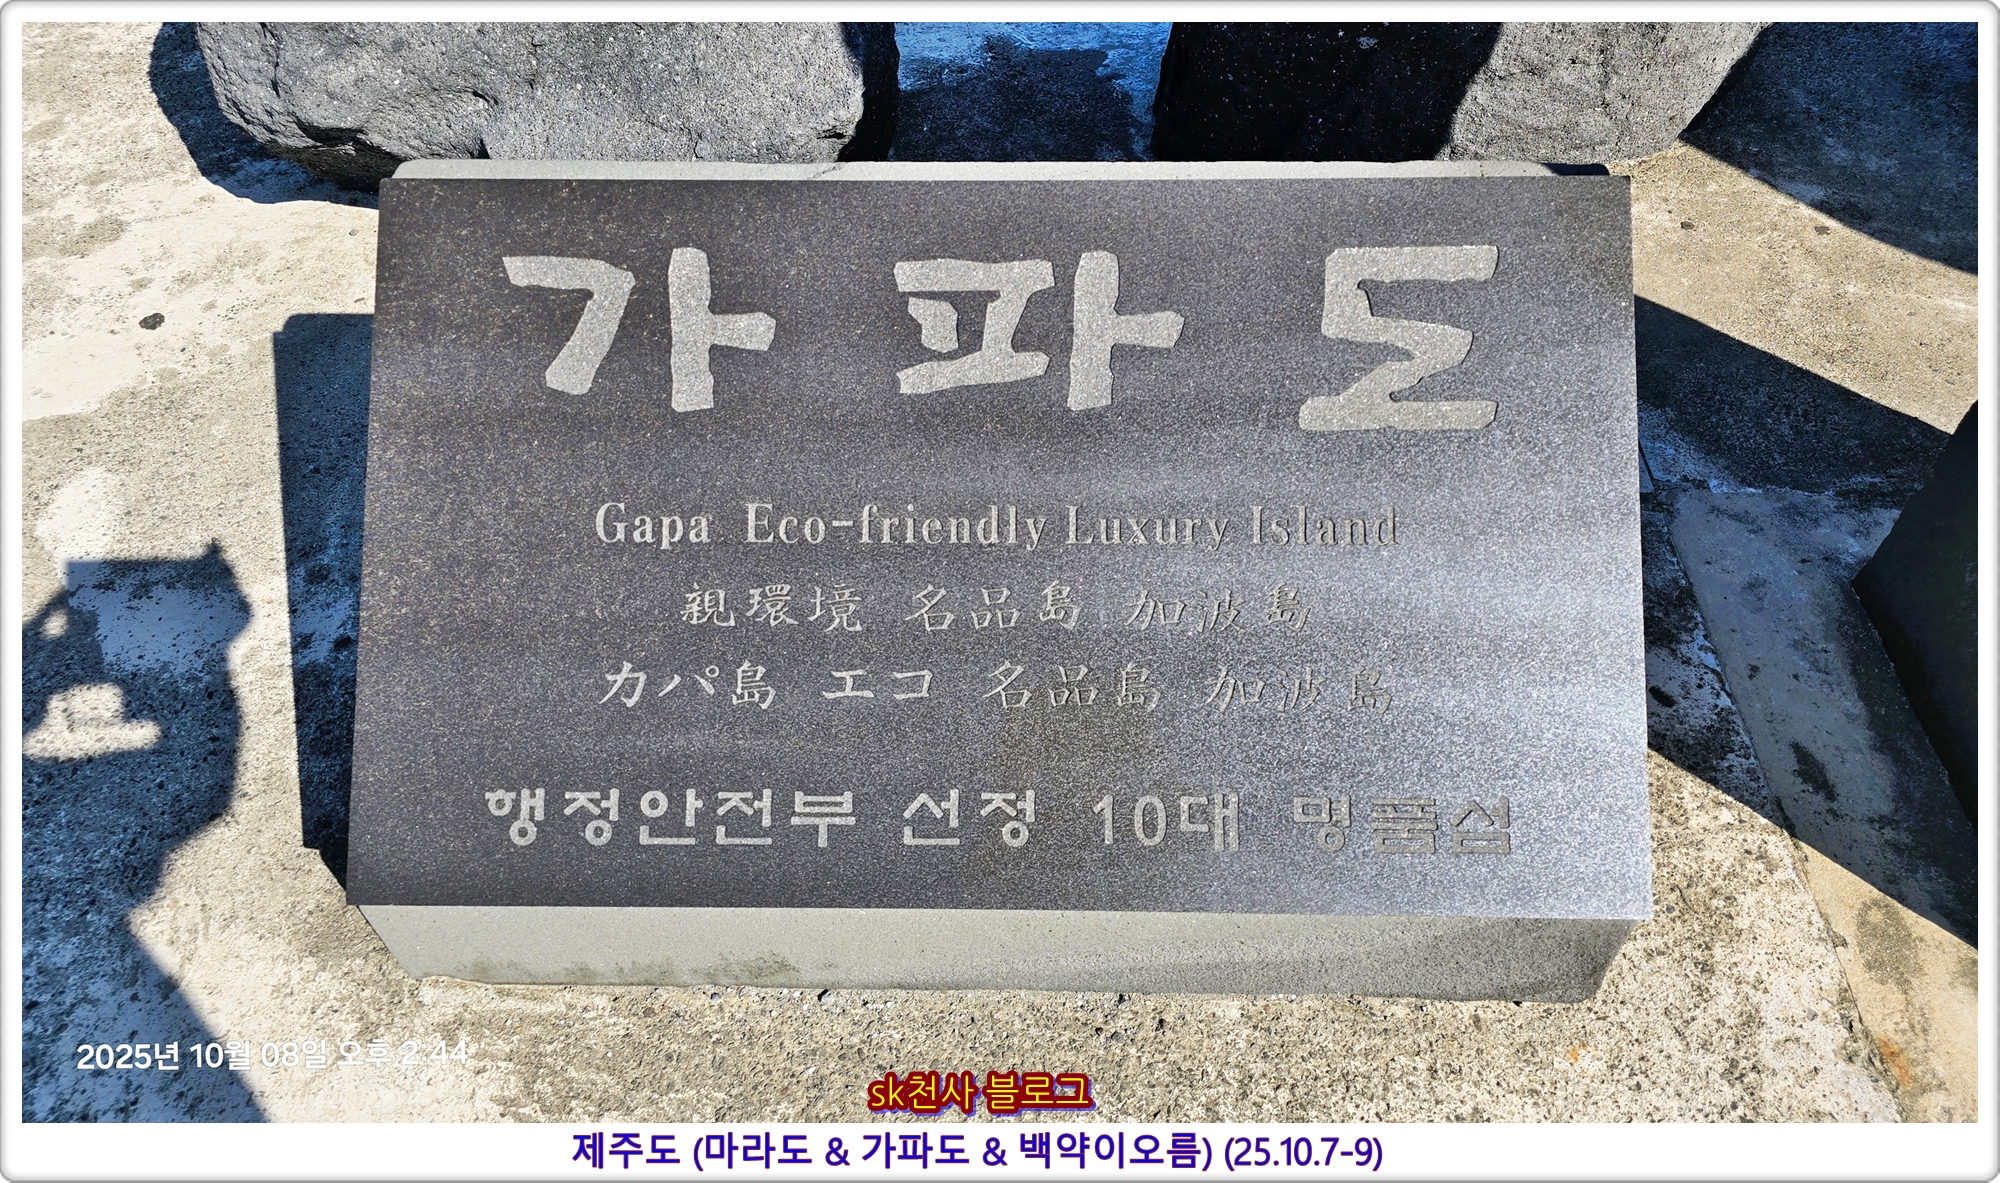 가파도
Gapa Eco-friendly Luxury Island
親環境 名品島 加波島
カパ島 エコ 名品島 加波島
행정안전부 선정 10대 명품섬
2025년 10월 08일 오후 2:44
sk천사 블로그
제주도 (마라도 & 가파도 & 백약이오름) (25.10.7-9)